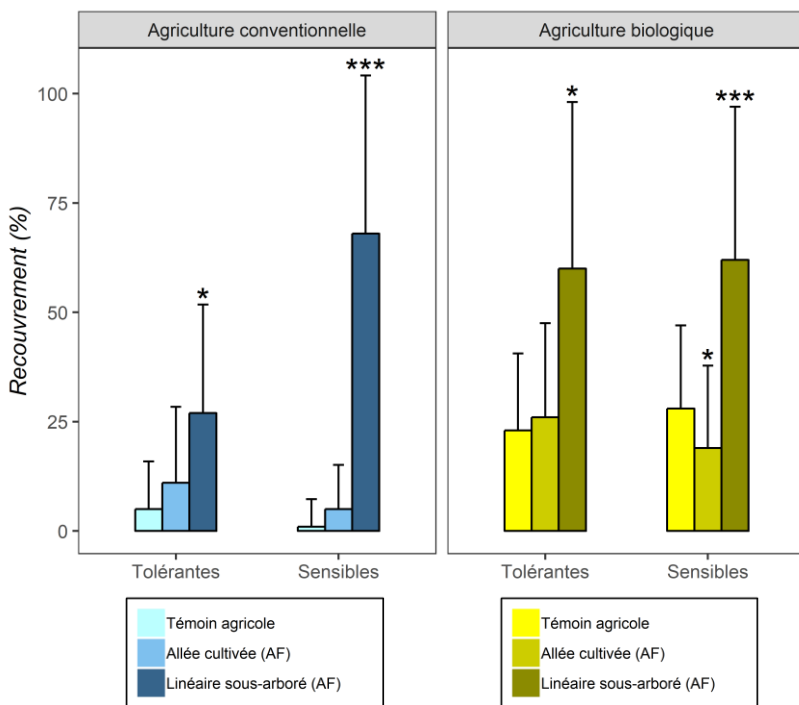 Agriculture conventionnelle
Agriculture biologique
Recouvrement (%)
100
75
50
25
0
*
***
*
*
***
Tolérantes
Sensibles
Tolérantes
Sensibles
Témoin agricole
Allée cultivée (AF)
Linéaire sous-arboré (AF)
Témoin agricole
Allée cultivée (AF)
Linéaire sous-arboré (AF)